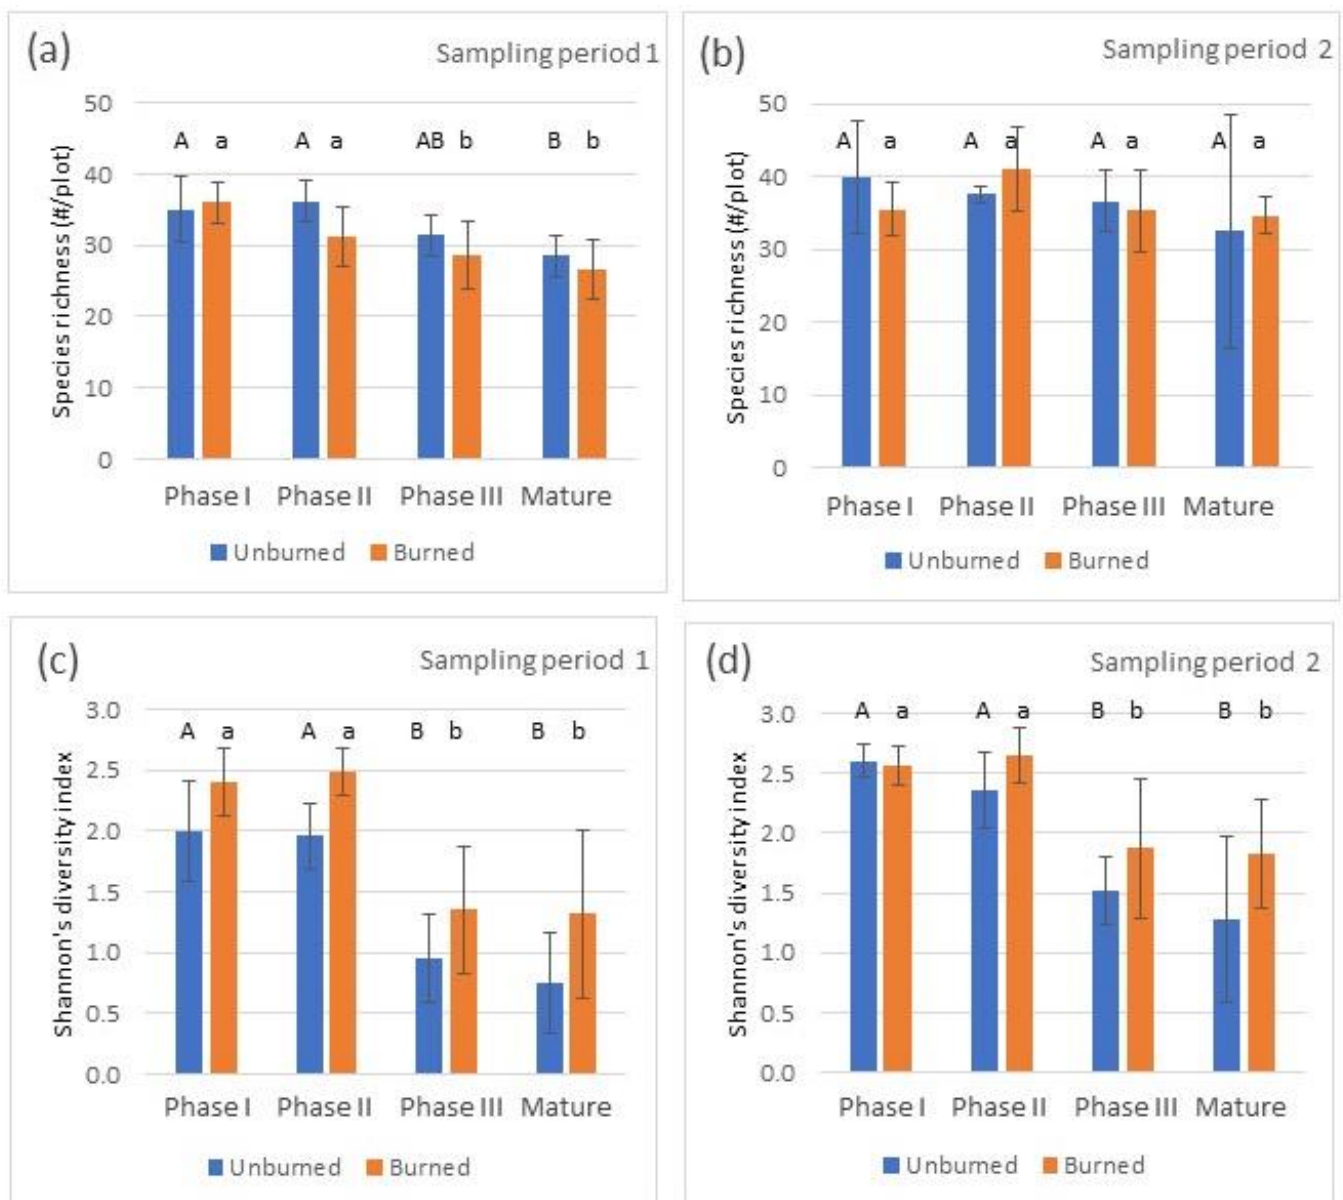 (a)
Sampling period 1
Species richness (#/plot)
50
40
30
20
10
0
A a A a AB b B b
Phase I Phase II Phase III Mature
Unburned Burned
(b)
Sampling period 2
Species richness (#/plot)
50
40
30
20
10
0
A a A a A a A a
Phase I Phase II Phase III Mature
Unburned Burned
(c)
Sampling period 1
Shannon's diversity index
3.0
2.5
2.0
1.5
1.0
0.5
0.0
A a A a B b B b
Phase I Phase II Phase III Mature
Unburned Burned
(d)
Sampling period 2
Shannon's diversity index
3.0
2.5
2.0
1.5
1.0
0.5
0.0
A a A a B b B b
Phase I Phase II Phase III Mature
Unburned Burned